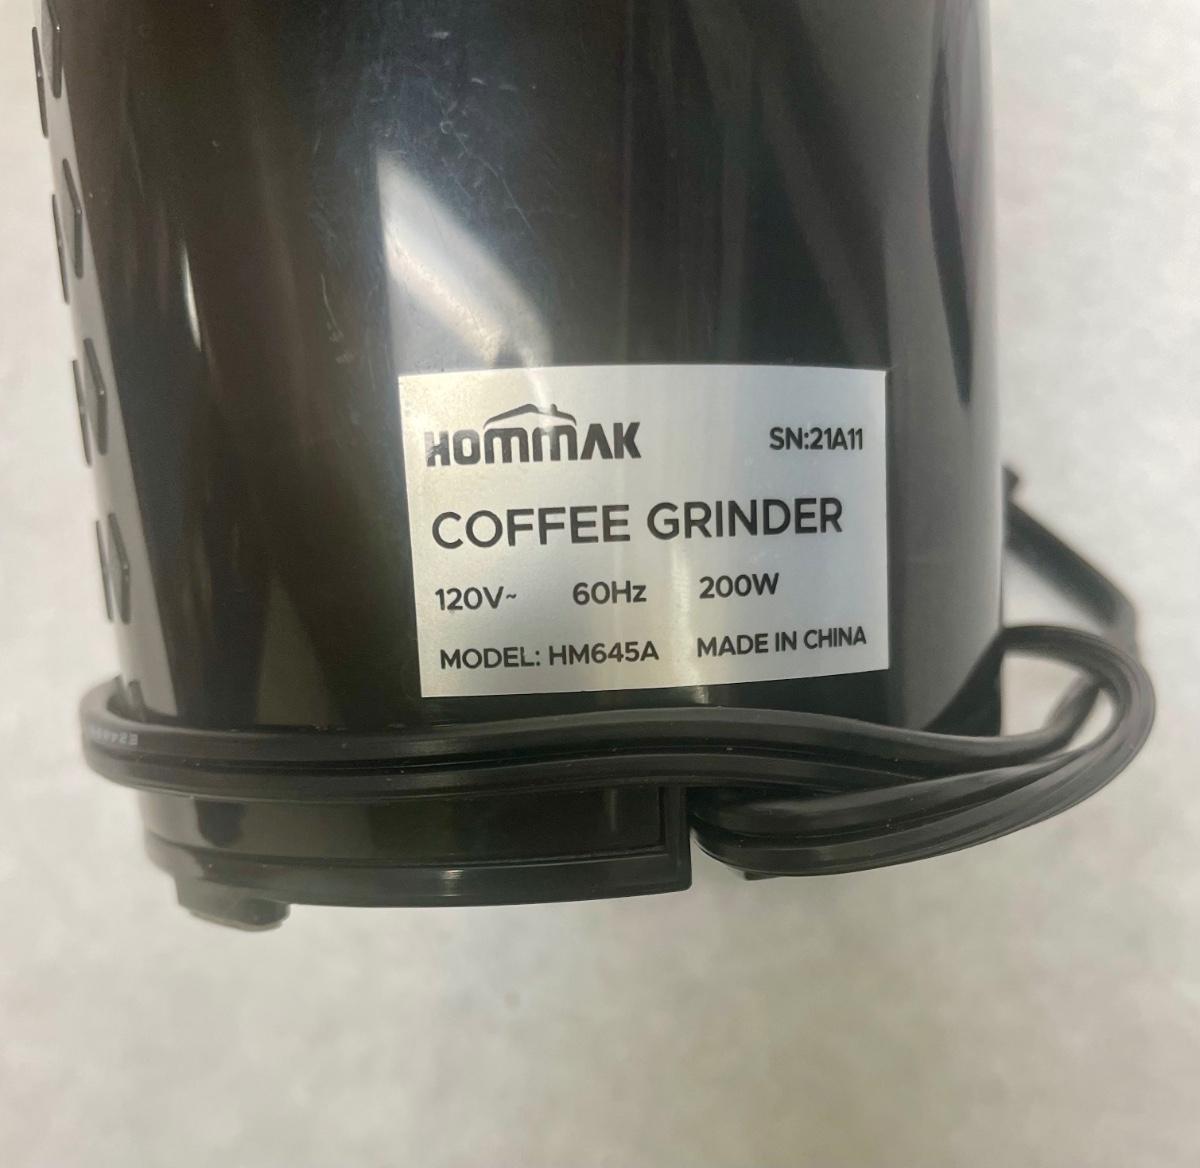 HOMMAK SN:21A11
COFFEE GRINDER
120V~ 60Hz 200W
MODEL: HM645A MADE IN CHINA